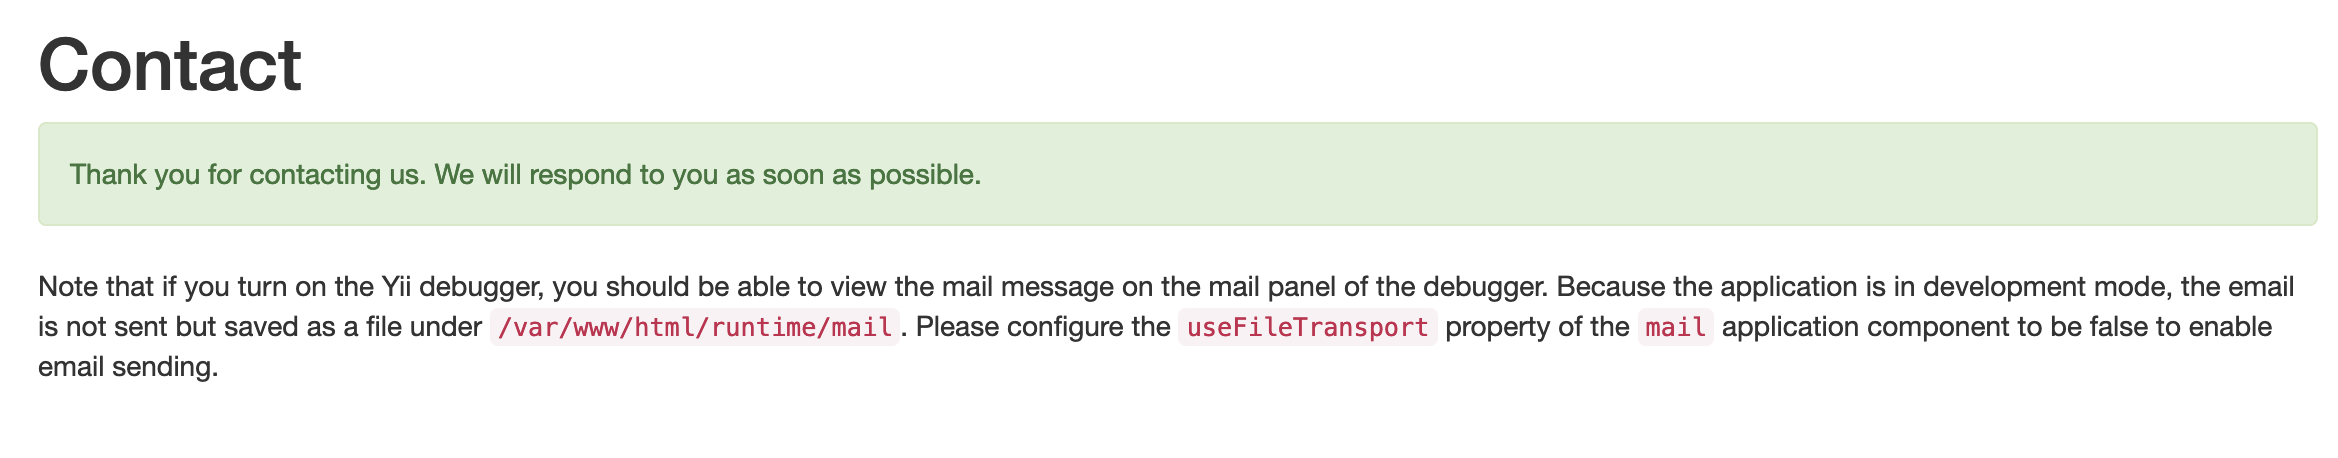 Contact
Thank you for contacting us. We will respond to you as soon as possible.
Note that if you turn on the Yii debugger, you should be able to view the mail message on the mail panel of the debugger. Because the application is in development mode, the email
is not sent but saved as a file under /var/www/html/runtime/mail. Please configure the useFileTransport property of the mail application component to be false to enable
email sending.